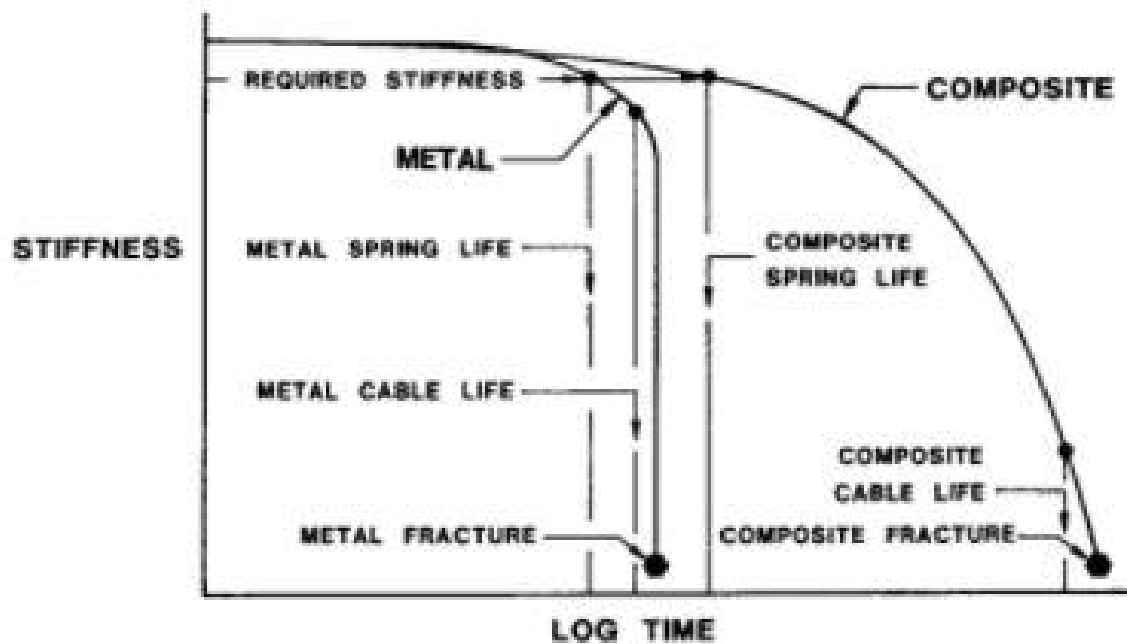 REQUIRED STIFFNESS
COMPOSITE
METAL
STIFFNESS
METAL SPRING LIFE
COMPOSITE
SPRING LIFE
METAL CABLE LIFE
COMPOSITE
CABLE LIFE
METAL FRACTURE
COMPOSITE FRACTURE
LOG TIME